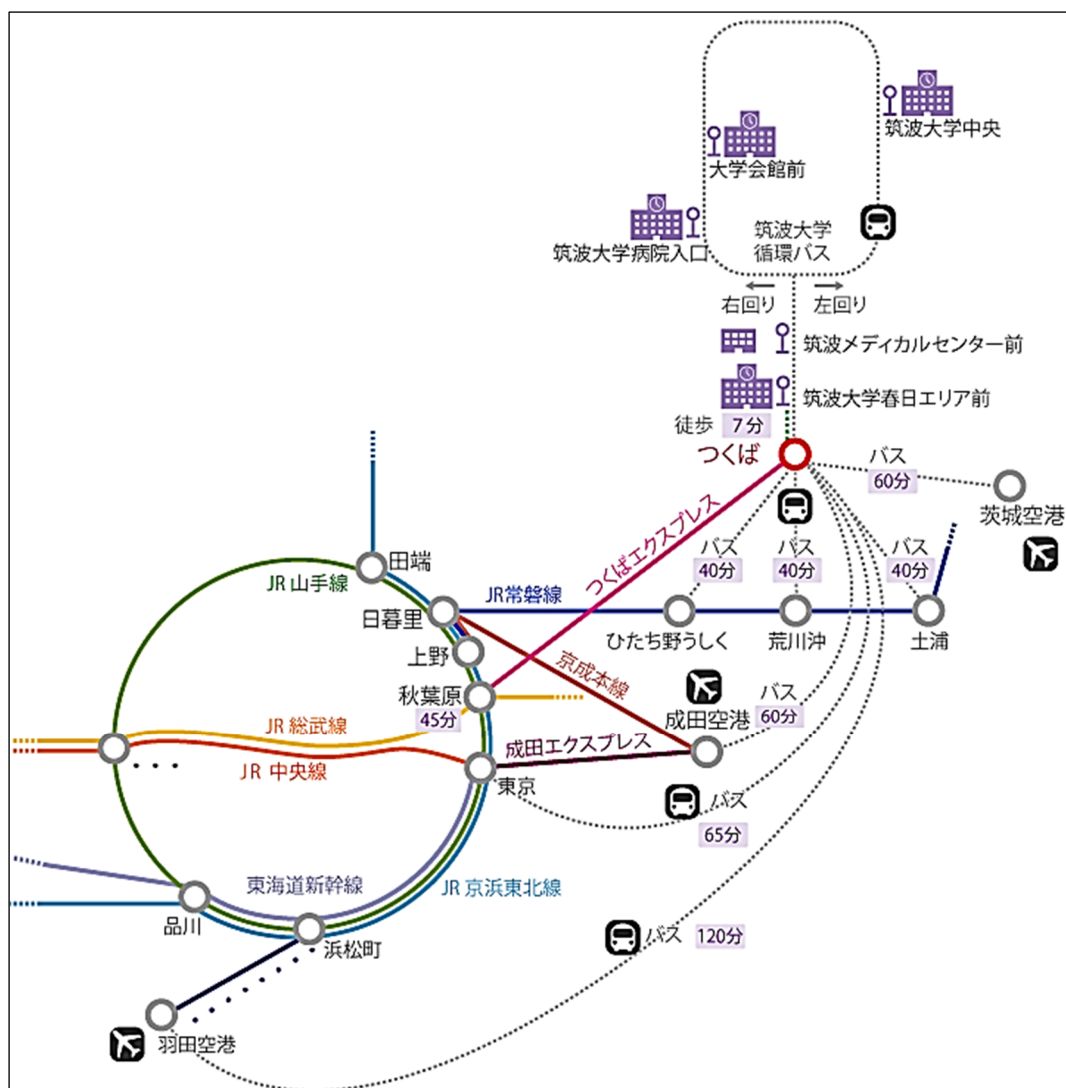 筑波大学中央
大学会館前
筑波大学病院入口
筑波大学
循環バス
右回り
左回り
筑波メディカルセンター前
筑波大学春日エリア前
徒歩 7分
つくば
バス
60分
茨城空港
つくばエクスプレス
バス
40分
バス
40分
バス
40分
田端
JR山手線
日暮里
JR常磐線
ひたち野うしく
荒川沖
土浦
上野
京成本線
秋葉原
45分
成田空港
バス
60分
JR 総武線
JR 中央線
成田エクスプレス
東京
バス
65分
東海道新幹線
JR 京浜東北線
品川
浜松町
バス 120分
羽田空港